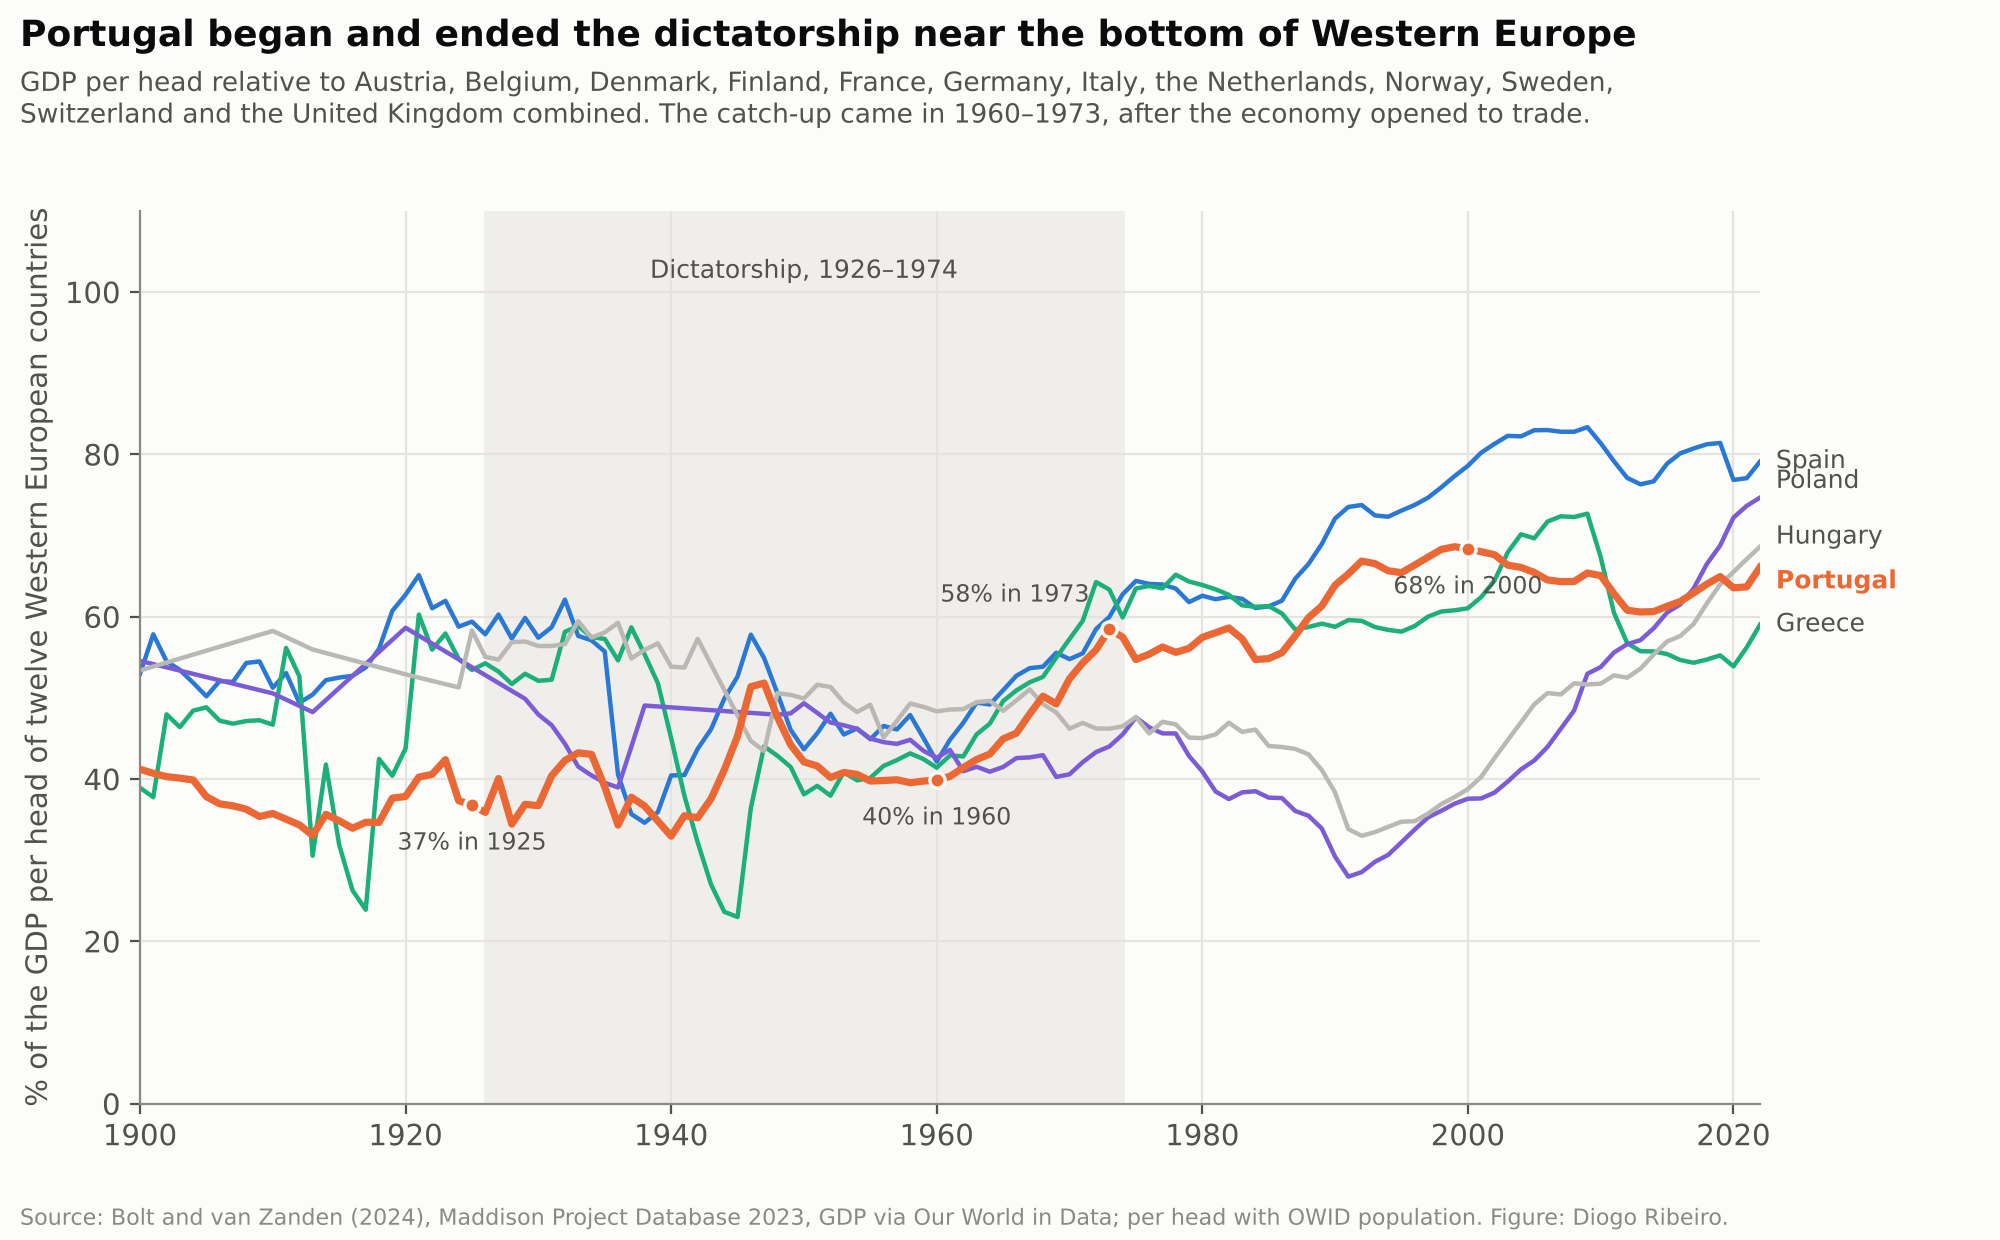 Portugal began and ended the dictatorship near the bottom of Western Europe
GDP per head relative to Austria, Belgium, Denmark, Finland, France, Germany, Italy, the Netherlands, Norway, Sweden,
Switzerland and the United Kingdom combined. The catch-up came in 1960–1973, after the economy opened to trade.
% of the GDP per head of twelve Western European countries
Dictatorship, 1926–1974
100
80
60
40
20
0
58% in 1973
68% in 2000
40% in 1960
37% in 1925
Spain
Poland
Hungary
Portugal
Greece
1900
1920
1940
1960
1980
2000
2020
Source: Bolt and van Zanden (2024), Maddison Project Database 2023, GDP via Our World in Data; per head with OWID population. Figure: Diogo Ribeiro.